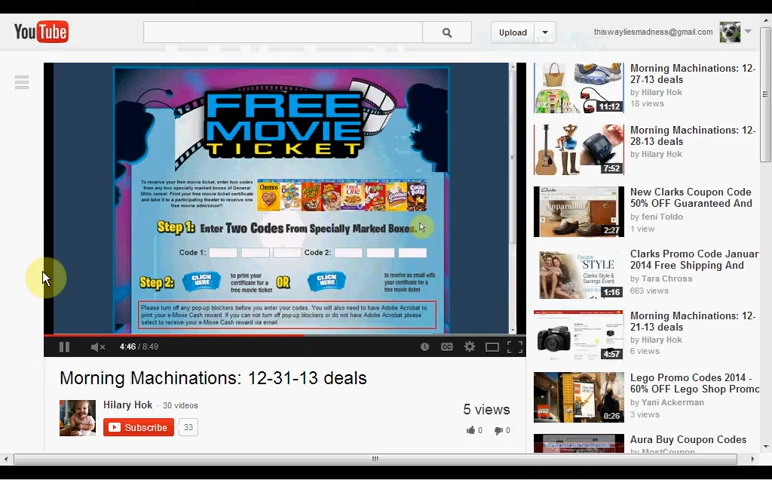 YouTube
Upload
thiswayliesmadness@gmail.com
FREE
MOVIE
TICKET
To receive your free movie ticket, enter two codes
from any two specially marked boxes of General
Mills cereal. Print your free movie ticket certificate
and take it to a participating theater to receive one
free movie admission!
Step 1: Enter Two Codes From Specially Marked Boxes.
Code 1:
Code 2:
Step 2:
CLICK HERE
to print your
certificate for a
free movie ticket
OR
CLICK HERE
to receive an email with
your certificate for a
free movie ticket
Please turn off any pop-up blockers before you enter your codes. You will also need to have Adobe Acrobat to
print your e-Movie Cash reward. If you can not turn off pop-up blockers or do not have Adobe Acrobat please
select to receive your e-Movie Cash reward via email.
4:46 / 8:49
Morning Machinations: 12-31-13 deals
Hilary Hok · 30 videos
Subscribe 33
5 views
0 0
Morning Machinations: 12-
27-13 deals
by Hilary Hok
18 views
11:12
Morning Machinations: 12-
28-13 deals
by Hilary Hok
7:52
New Clarks Coupon Code
50% OFF Guaranteed And
by feni Toldo
1 view
2:27
Clarks Promo Code Januar
2014 Free Shipping And
by Tara Chross
663 views
STYLE
1:16
Morning Machinations: 12-
21-13 deals
by Hilary Hok
6 views
4:57
Lego Promo Codes 2014 -
60% OFF Lego Shop Promo
by Yani Ackerman
3 views
0:26
Aura Buy Coupon Codes
by MostCoupon